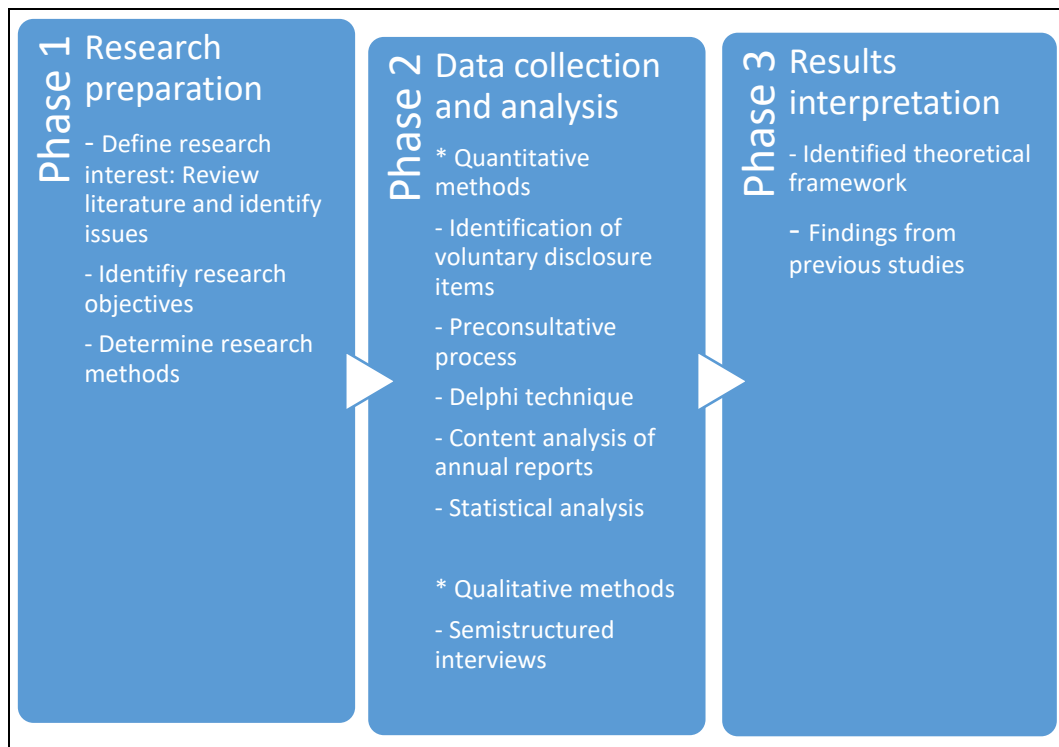 Phase 1
Research
preparation
- Define research
interest: Review
literature and identify
issues
- Identifiy research
objectives
- Determine research
methods
Phase 2
Data collection
and analysis
* Quantitative
methods
- Identification of
voluntary disclosure
items
- Preconsultative
process
- Delphi technique
- Content analysis of
annual reports
- Statistical analysis
* Qualitative methods
- Semistructured
interviews
Phase 3
Results
interpretation
- Identified theoretical
framework
- Findings from
previous studies